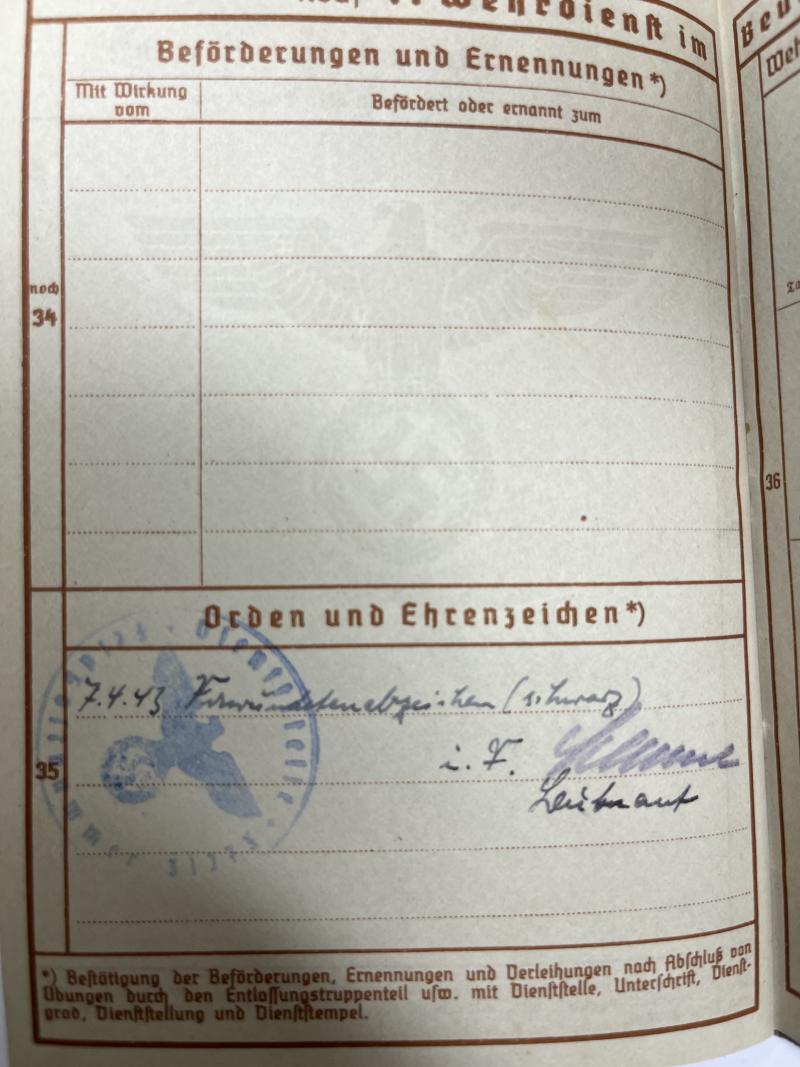 Wehrdienst im
Beförderungen und Ernennungen*)
Mit Wirkung
vom
Befördert oder ernannt zum
noch
34
Orden und Ehrenzeichen*)
7.4.43 Verwundetenabzeichen (schwarz)
i. V.
Leutnant
35
Dienststelle
*) Bestätigung der Beförderungen, Ernennungen und Verleihungen nach Abschluß von
Übungen durch den Entlassungstruppenteil usw. mit Dienststelle, Unterschrift, Dienst-
grad, Dienststellung und Dienststempel.
36